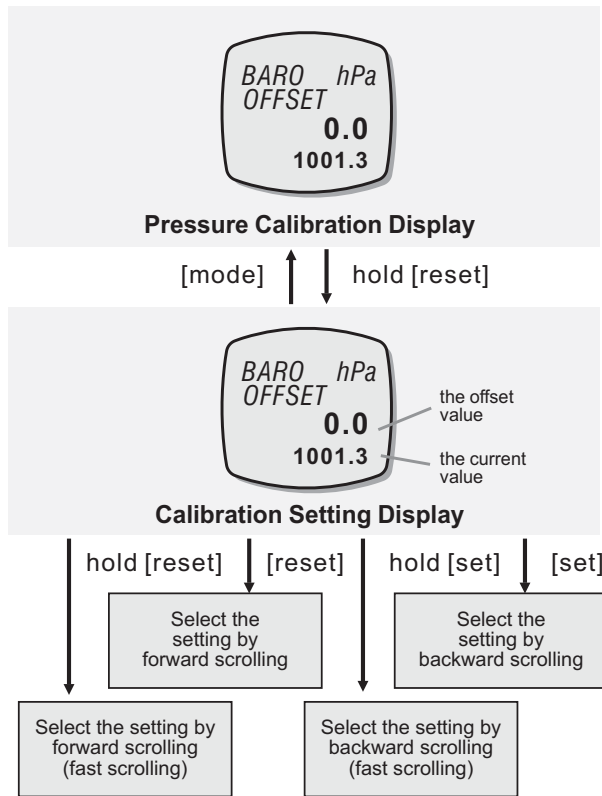 BARO hPa
OFFSET
0.0
1001.3
Pressure Calibration Display
[mode] hold [reset]
BARO hPa
OFFSET
0.0
1001.3
the offset
value
the current
value
Calibration Setting Display
hold [reset] [reset] hold [set] [set]
Select the
setting by
forward scrolling
Select the
setting by
backward scrolling
Select the setting by
forward scrolling
(fast scrolling)
Select the setting by
backward scrolling
(fast scrolling)